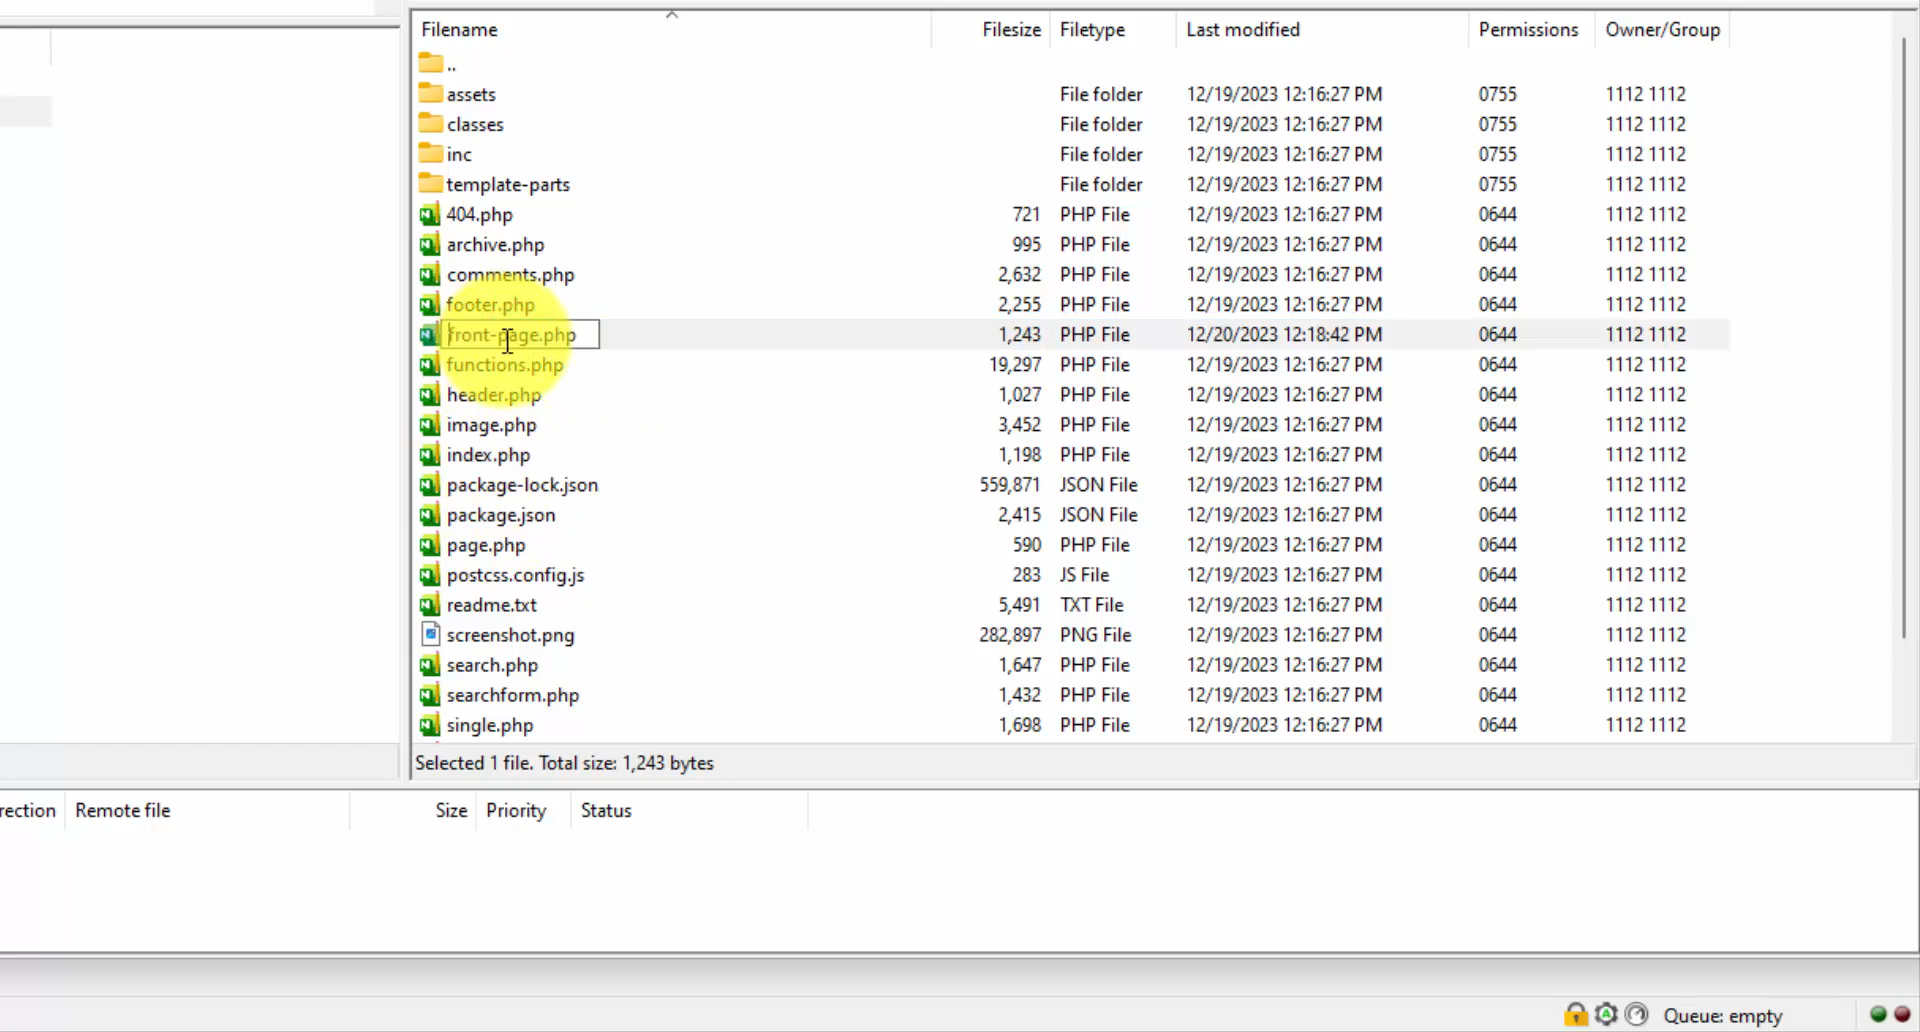 Filename Filesize Filetype Last modified Permissions Owner/Group
..
assets File folder 12/19/2023 12:16:27 PM 0755 1112 1112
classes File folder 12/19/2023 12:16:27 PM 0755 1112 1112
inc File folder 12/19/2023 12:16:27 PM 0755 1112 1112
template-parts File folder 12/19/2023 12:16:27 PM 0755 1112 1112
404.php 721 PHP File 12/19/2023 12:16:27 PM 0644 1112 1112
archive.php 995 PHP File 12/19/2023 12:16:27 PM 0644 1112 1112
comments.php 2,632 PHP File 12/19/2023 12:16:27 PM 0644 1112 1112
footer.php 2,255 PHP File 12/19/2023 12:16:27 PM 0644 1112 1112
front-page.php 1,243 PHP File 12/20/2023 12:18:42 PM 0644 1112 1112
functions.php 19,297 PHP File 12/19/2023 12:16:27 PM 0644 1112 1112
header.php 1,027 PHP File 12/19/2023 12:16:27 PM 0644 1112 1112
image.php 3,452 PHP File 12/19/2023 12:16:27 PM 0644 1112 1112
index.php 1,198 PHP File 12/19/2023 12:16:27 PM 0644 1112 1112
package-lock.json 559,871 JSON File 12/19/2023 12:16:27 PM 0644 1112 1112
package.json 2,415 JSON File 12/19/2023 12:16:27 PM 0644 1112 1112
page.php 590 PHP File 12/19/2023 12:16:27 PM 0644 1112 1112
postcss.config.js 283 JS File 12/19/2023 12:16:27 PM 0644 1112 1112
readme.txt 5,491 TXT File 12/19/2023 12:16:27 PM 0644 1112 1112
screenshot.png 282,897 PNG File 12/19/2023 12:16:27 PM 0644 1112 1112
search.php 1,647 PHP File 12/19/2023 12:16:27 PM 0644 1112 1112
searchform.php 1,432 PHP File 12/19/2023 12:16:27 PM 0644 1112 1112
single.php 1,698 PHP File 12/19/2023 12:16:27 PM 0644 1112 1112
Selected 1 file. Total size: 1,243 bytes
rection Remote file Size Priority Status
Queue: empty